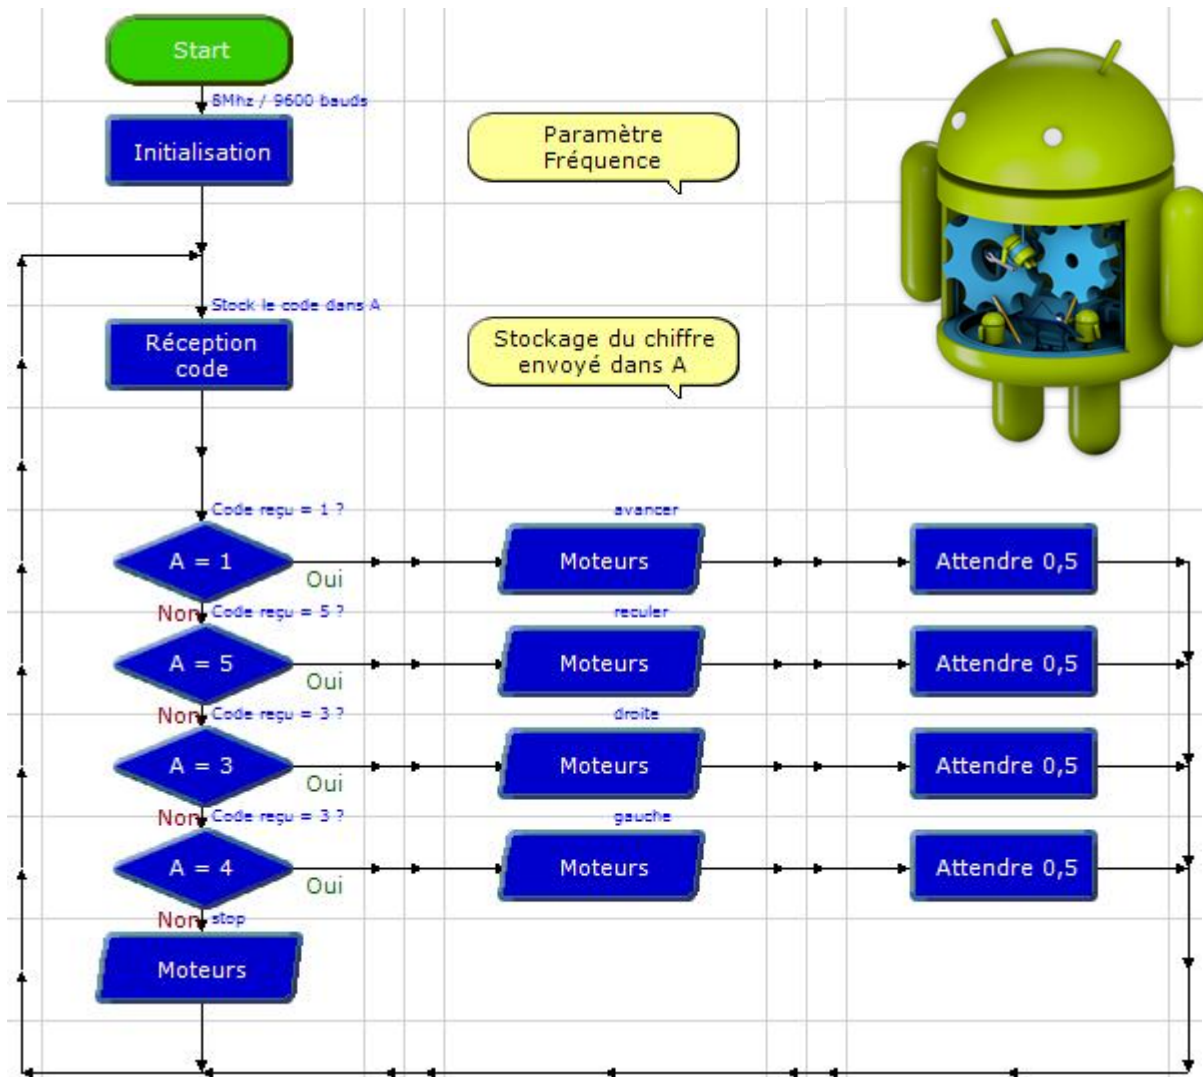 Start
8Mhz / 9600 bauds
Initialisation
Paramètre
Fréquence
Stock le code dans A
Réception
code
Stockage du chiffre
envoyé dans A
Code reçu = 1 ?
avancer
A = 1
Oui
Moteurs
Attendre 0,5
Non
Code reçu = 5 ?
reculer
A = 5
Oui
Moteurs
Attendre 0,5
Non
Code reçu = 3 ?
droite
A = 3
Oui
Moteurs
Attendre 0,5
Non
Code reçu = 3 ?
gauche
A = 4
Oui
Moteurs
Attendre 0,5
Non
stop
Moteurs